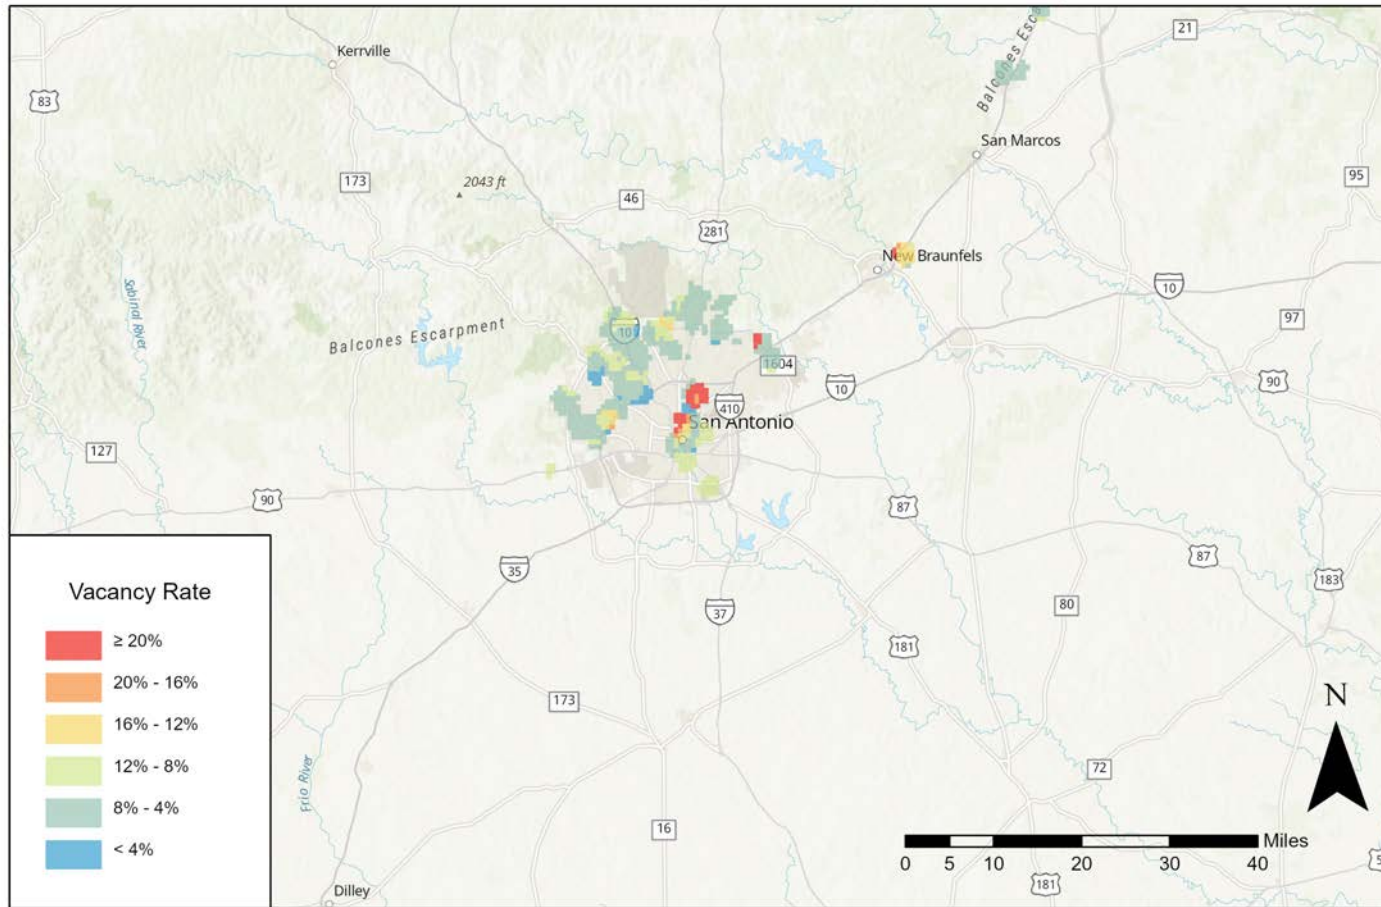 Kerrville
21
83
Balcones Esca
San Marcos
173
2043 ft
95
46
281
New Braunfels
10
Sabinal River
97
Balcones Escarpment
10
1604
90
10
410
San Antonio
127
90
87
87
35
183
Vacancy Rate
≥ 20%
20% - 16%
16% - 12%
12% - 8%
8% - 4%
< 4%
80
37
181
173
N
Frio River
72
16
Miles
0 5 10 20 30 40
5
181
Dilley